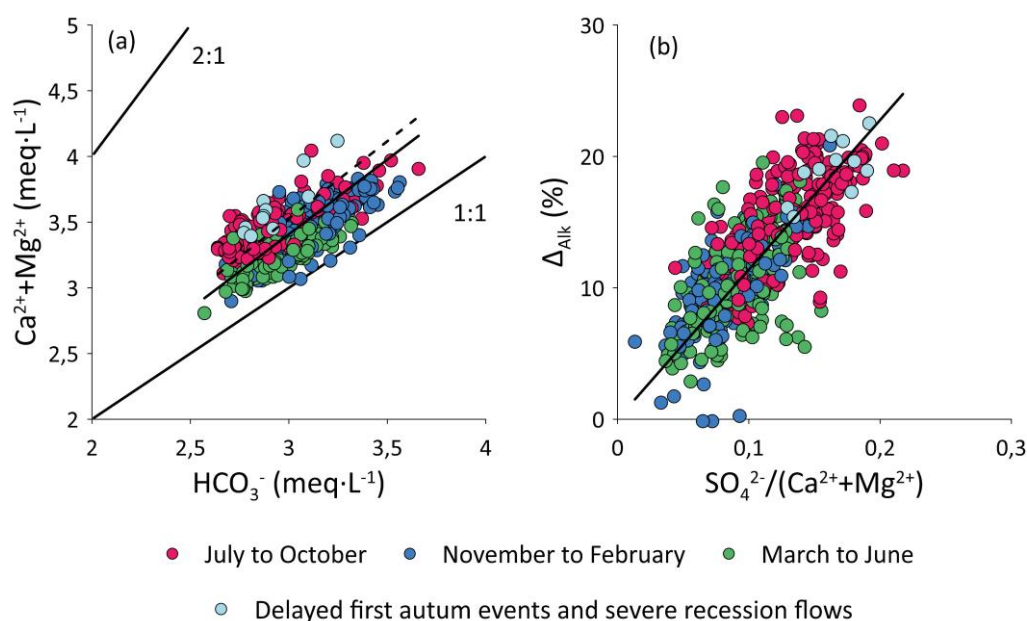 (a)
2:1
1:1
5
4,5
4
3,5
3
2,5
2
Ca²⁺+Mg²⁺ (meq·L⁻¹)
2 2,5 3 3,5 4
HCO₃⁻ (meq·L⁻¹)
(b)
30
20
10
0
Δ_Alk (%)
0 0,1 0,2 0,3
SO₄²⁻/(Ca²⁺+Mg²⁺)
July to October November to February March to June
Delayed first autum events and severe recession flows